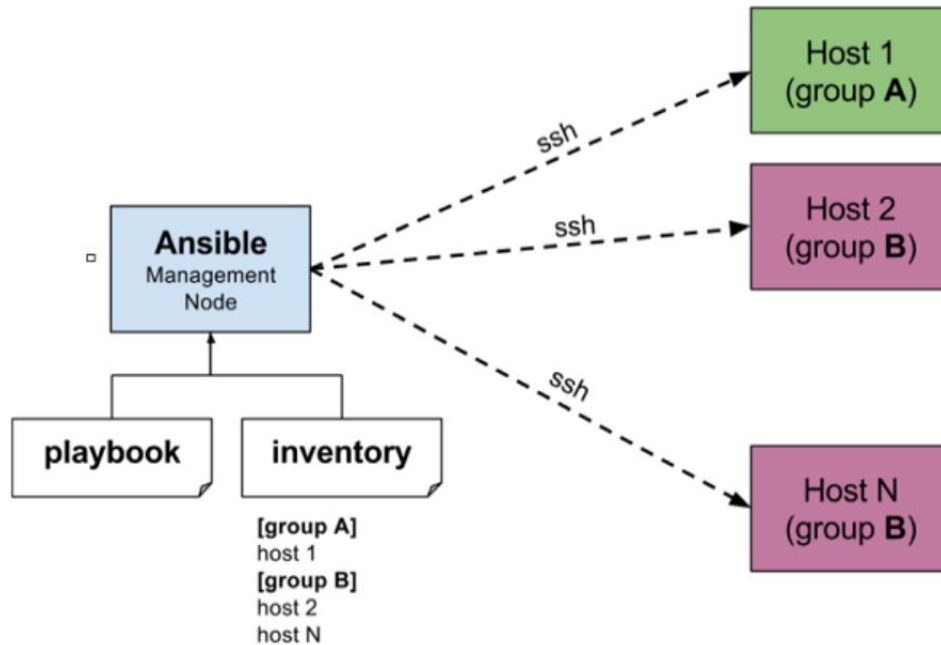 Host 1
(group A)
ssh
Host 2
(group B)
ssh
Ansible
Management
Node
ssh
playbook
inventory
Host N
(group B)
[group A]
host 1
[group B]
host 2
host N